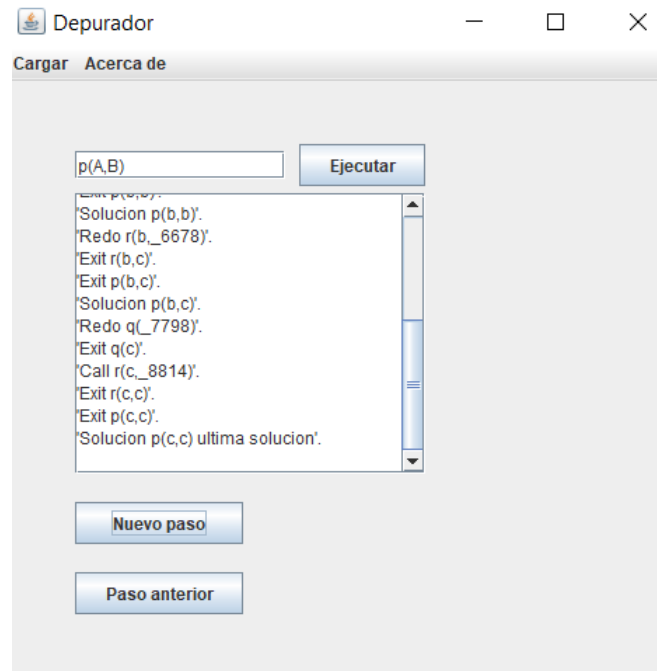 Depurador
Cargar Acerca de
p(A,B)
Ejecutar
'Exit p(b,b)'.
'Solucion p(b,b)'.
'Redo r(b,_6678)'.
'Exit r(b,c)'.
'Exit p(b,c)'.
'Solucion p(b,c)'.
'Redo q(_7798)'.
'Exit q(c)'.
'Call r(c,_8814)'.
'Exit r(c,c)'.
'Exit p(c,c)'.
'Solucion p(c,c) ultima solucion'.
Nuevo paso
Paso anterior